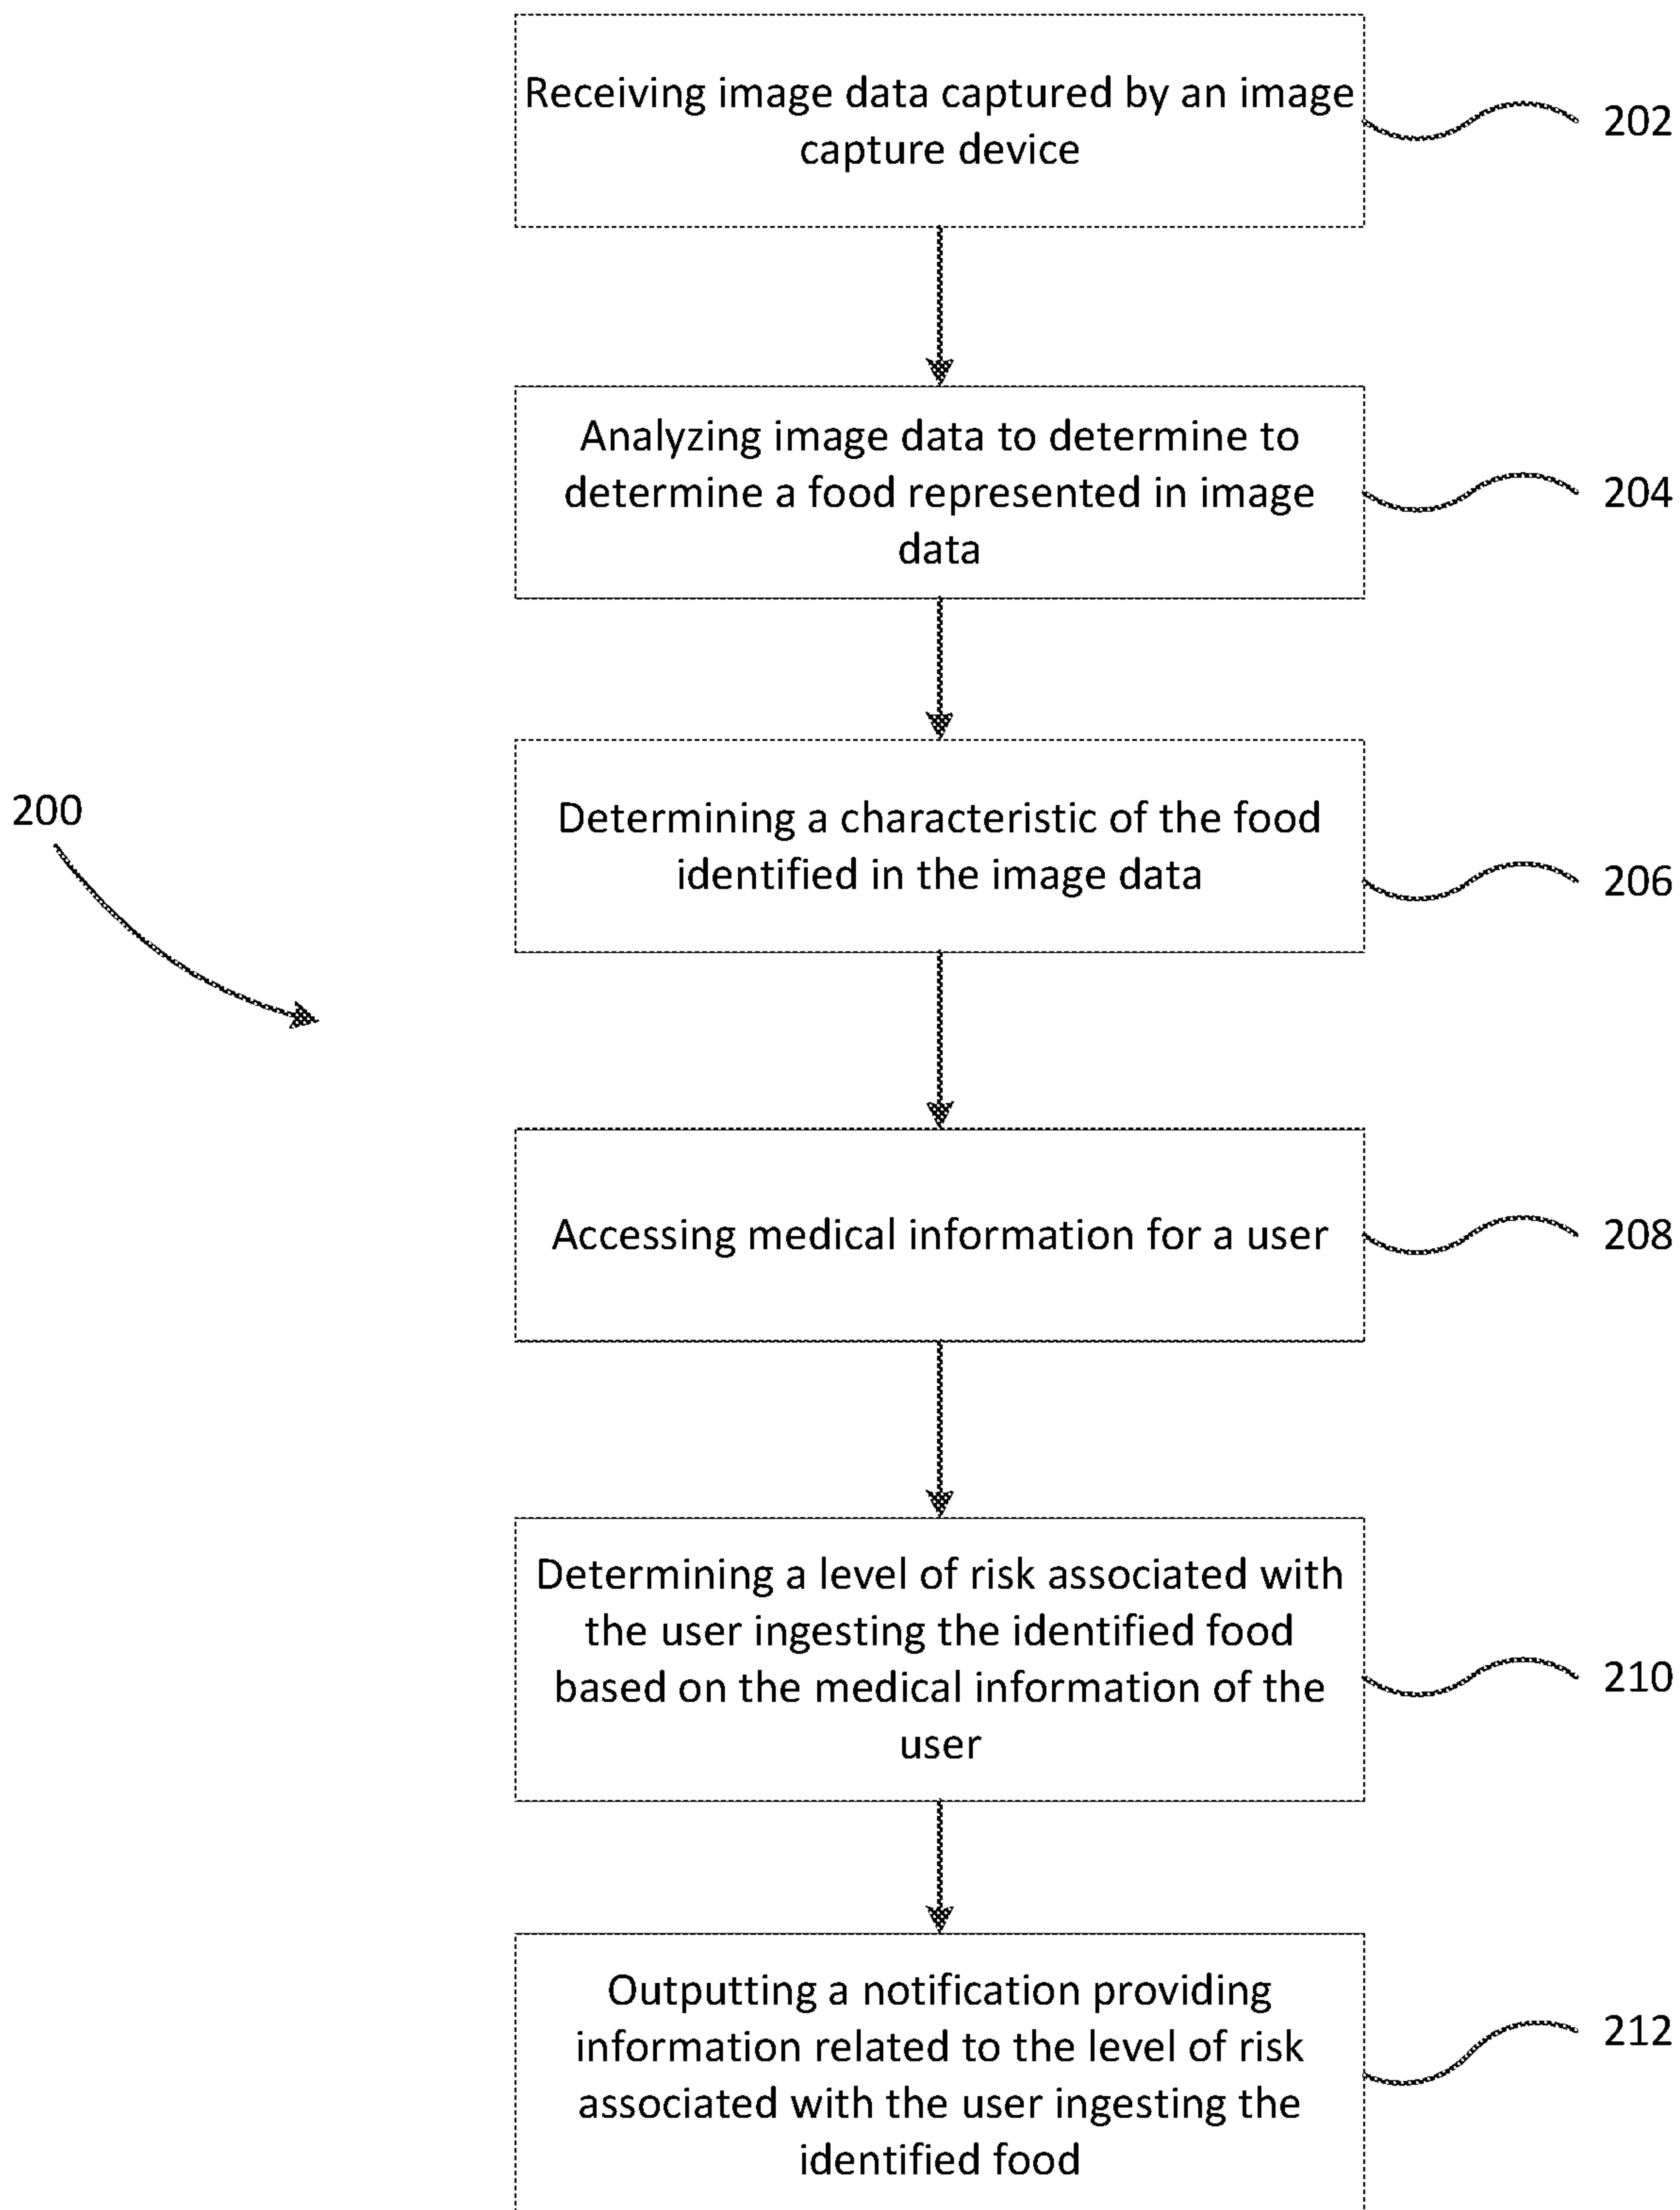 Receiving image data captured by an image
capture device
202
Analyzing image data to determine to
determine a food represented in image
data
204
200
Determining a characteristic of the food
identified in the image data
206
Accessing medical information for a user
208
Determining a level of risk associated with
the user ingesting the identified food
based on the medical information of the
user
210
Outputting a notification providing
information related to the level of risk
associated with the user ingesting the
identified food
212